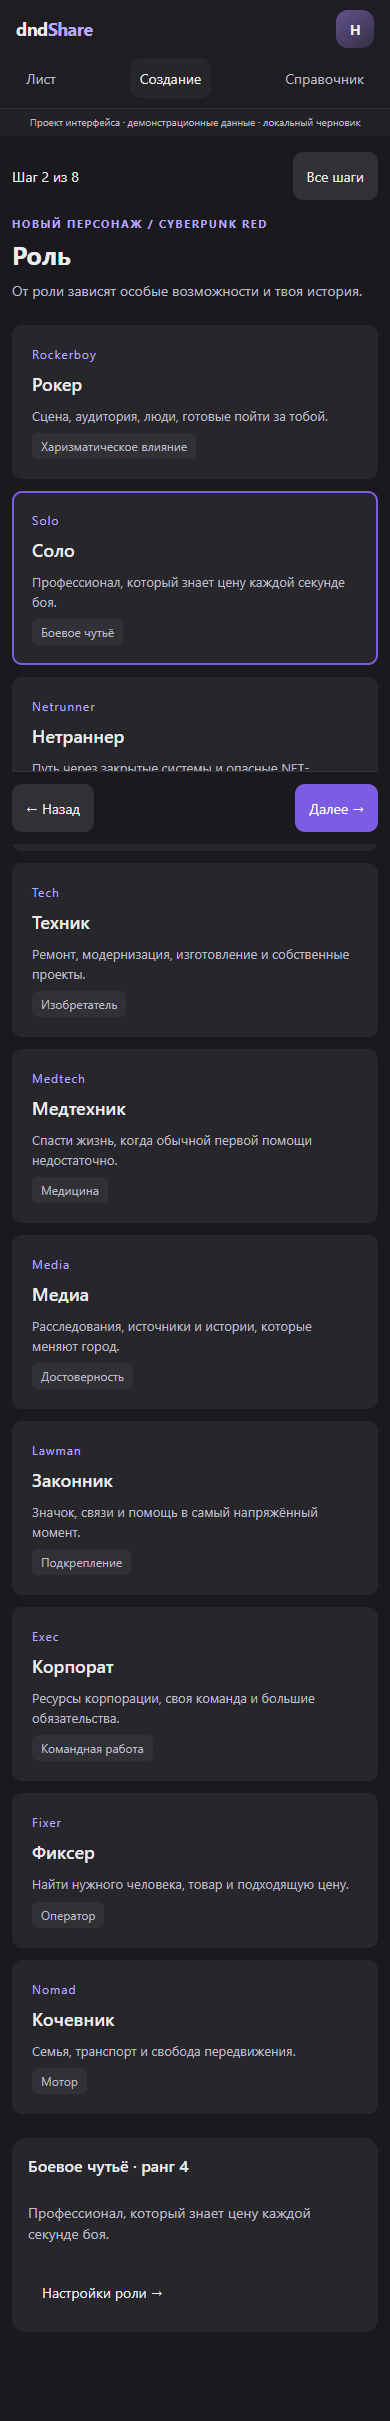 dndShare
Н
Лист
Создание
Справочник
Проект интерфейса · демонстрационные данные · локальный черновик
Шаг 2 из 8
Все шаги
НОВЫЙ ПЕРСОНАЖ / CYBERPUNK RED
Роль
От роли зависят особые возможности и твоя история.
Rockerboy
Рокер
Сцена, аудитория, люди, готовые пойти за тобой.
Харизматическое влияние
Solo
Соло
Профессионал, который знает цену каждой секунде
боя.
Боевое чутьё
Netrunner
Нетраннер
Путь через закрытые системы и опасные NET-
← Назад
Далее →
Tech
Техник
Ремонт, модернизация, изготовление и собственные
проекты.
Изобретатель
Medtech
Медтехник
Спасти жизнь, когда обычной первой помощи
недостаточно.
Медицина
Media
Медиа
Расследования, источники и истории, которые
меняют город.
Достоверность
Lawman
Законник
Значок, связи и помощь в самый напряжённый
момент.
Подкрепление
Exec
Корпорат
Ресурсы корпорации, своя команда и большие
обязательства.
Командная работа
Fixer
Фиксер
Найти нужного человека, товар и подходящую цену.
Оператор
Nomad
Кочевник
Семья, транспорт и свобода передвижения.
Мотор
Боевое чутьё · ранг 4
Профессионал, который знает цену каждой
секунде боя.
Настройки роли →